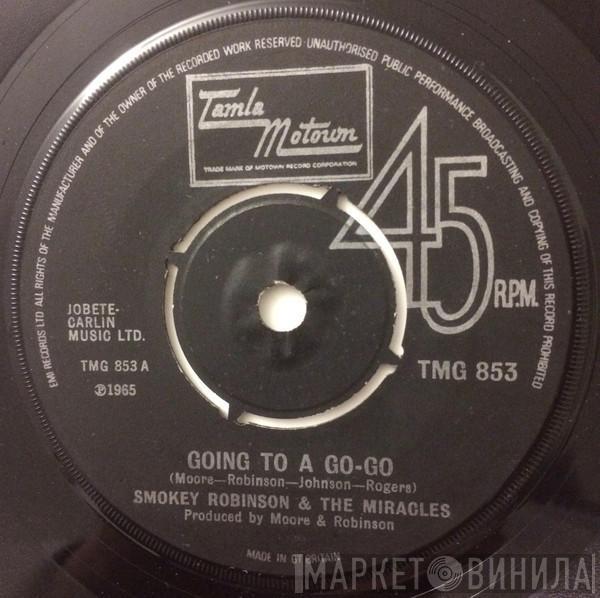 EMI RECORDS LTD ALL RIGHTS OF THE MANUFACTURER AND OF THE OWNER OF THE RECORDED WORK RESERVED · UNAUTHORISED PUBLIC PERFORMANCE BROADCASTING AND COPYING OF THIS RECORD PROHIBITED
Tamla
Motown
TRADE MARK OF MOTOWN RECORD CORPORATION
45
R.P.M.
JOBETE-
CARLIN
MUSIC LTD.
TMG 853 A
℗1965
TMG 853
GOING TO A GO-GO
(Moore—Robinson—Johnson—Rogers)
SMOKEY ROBINSON & THE MIRACLES
Produced by Moore & Robinson
MADE IN GT BRITAIN
МАРКЕТ ВИНИЛА